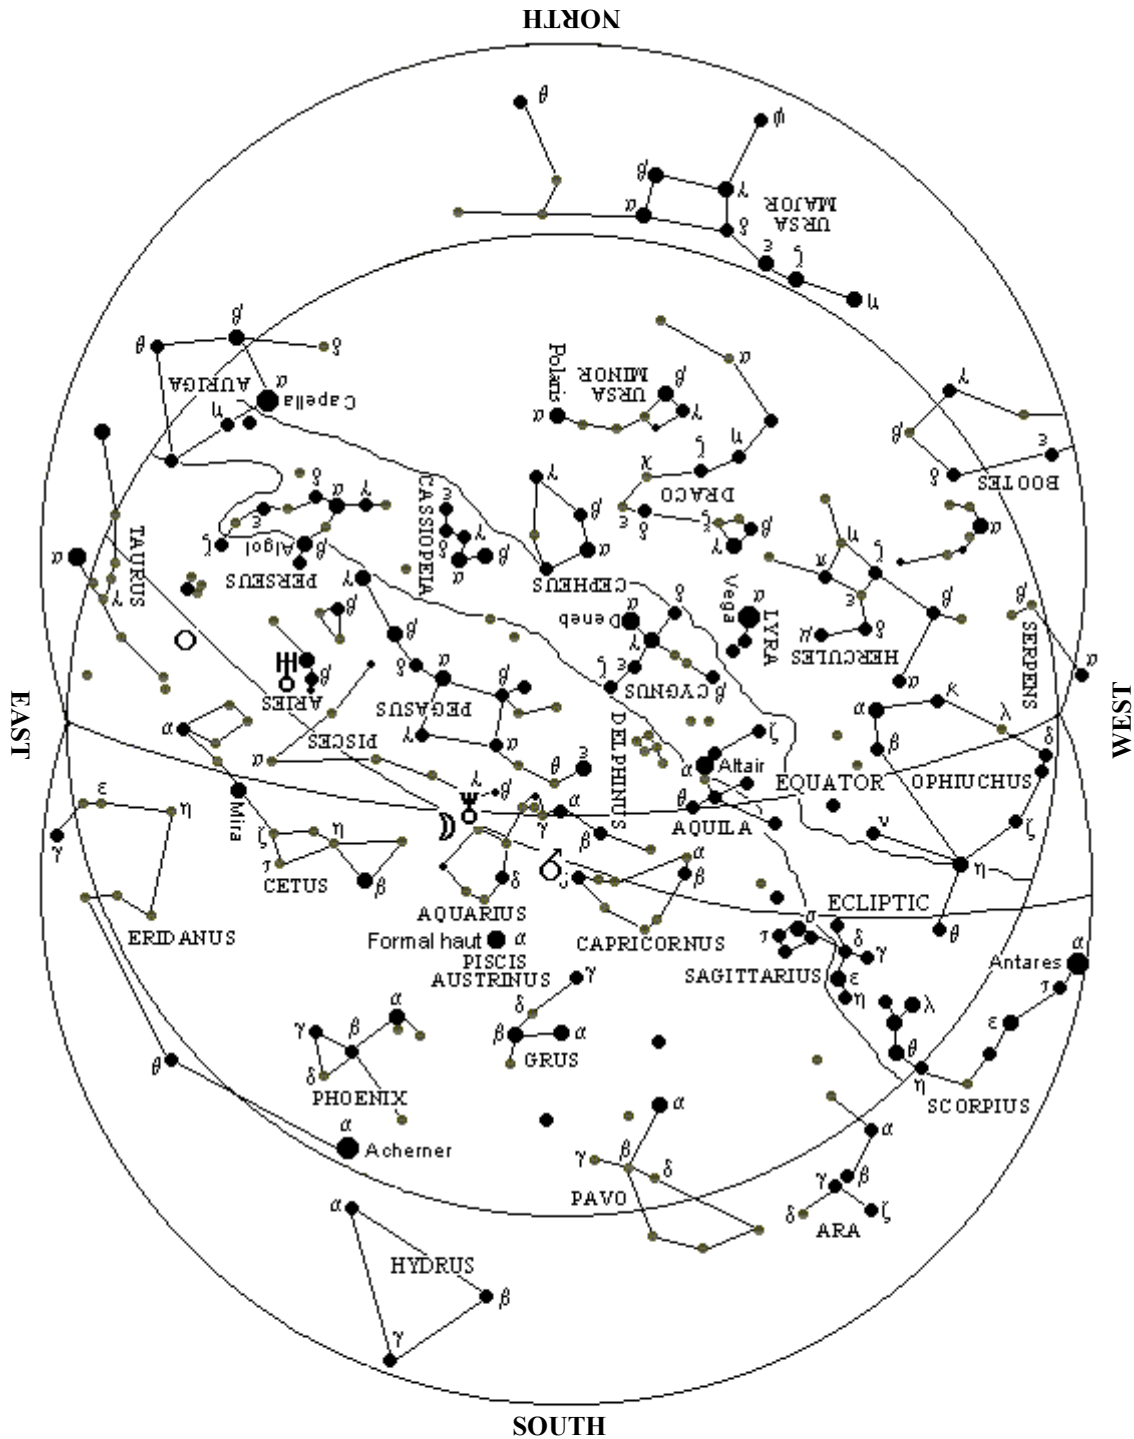 NORTH
θ
φ
β
γ
α
URSA
MAJOR
δ
ε
ζ
η
β
θ
δ
AURIGA
α
Capella
η
Polaris
α
URSA
MINOR
β
γ
α
γ
β
δ
ε
BOOTES
η
ζ
χ
DRACO
ε
δ
ζ
β
γ
CASSIOPEIA
ε
δ
γ
β
α
γ
β
α
CEPHEUS
δ
α
γ
ε
ζ
Algol
β
PERSEUS
TAURUS
α
γ
α
η
ζ
π
ε
β
δ
μ
HERCULES
α
β
SERPENS
α
Vega
α
LYRA
δ
α
Deneb
γ
ε
ζ
β
CYGNUS
γ
β
δ
α
β
PEGASUS
γ
α
β
β
ARIES
PISCES
α
EAST
WEST
α
κ
λ
β
δ
OPHIUCHUS
ζ
ν
η
θ
EQUATOR
DELPHINUS
ζ
α
Attair
θ
AQUILA
θ
ε
γ
β
γ
α
β
α
Mira
ε
η
γ
ERIDANUS
ζ
η
τ
β
CETUS
δ
AQUARIUS
υ
α
β
CAPRICORNUS
ECLIPTIC
σ
τ
δ
γ
ε
η
SAGITTARIUS
Formal haut
α
PISCIS
AUSTRINUS
γ
δ
β
α
GRUS
Antares
α
τ
ε
λ
θ
η
SCORPIUS
α
γ
β
δ
PHOENIX
θ
α
Acherner
α
γ
β
δ
PAVO
α
γ
β
δ
ζ
ARA
α
HYDRUS
β
γ
SOUTH